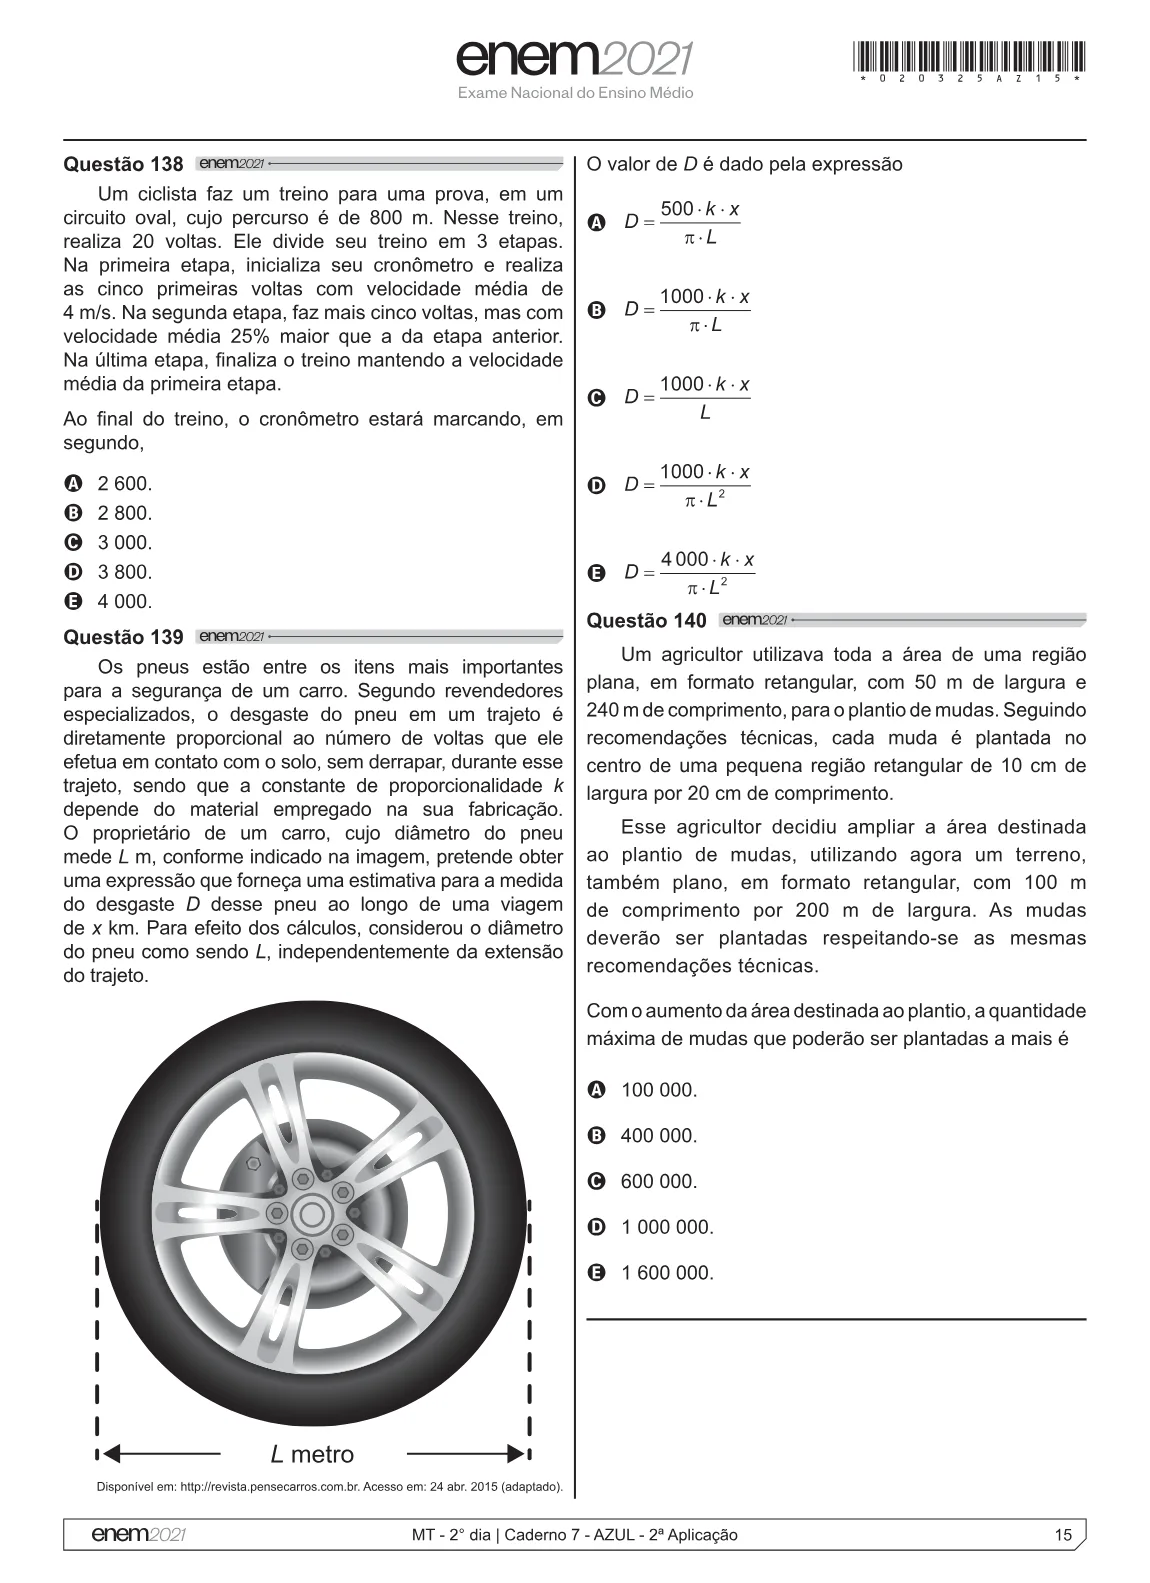 enem2021
Exame Nacional do Ensino Médio
*020325AZ15*
Questão 138 enem2021
Um ciclista faz um treino para uma prova, em um
circuito oval, cujo percurso é de 800 m. Nesse treino,
realiza 20 voltas. Ele divide seu treino em 3 etapas.
Na primeira etapa, inicializa seu cronômetro e realiza
as cinco primeiras voltas com velocidade média de
4 m/s. Na segunda etapa, faz mais cinco voltas, mas com
velocidade média 25% maior que a da etapa anterior.
Na última etapa, finaliza o treino mantendo a velocidade
média da primeira etapa.
Ao final do treino, o cronômetro estará marcando, em
segundo,
A 2 600.
B 2 800.
C 3 000.
D 3 800.
E 4 000.
Questão 139 enem2021
Os pneus estão entre os itens mais importantes
para a segurança de um carro. Segundo revendedores
especializados, o desgaste do pneu em um trajeto é
diretamente proporcional ao número de voltas que ele
efetua em contato com o solo, sem derrapar, durante esse
trajeto, sendo que a constante de proporcionalidade k
depende do material empregado na sua fabricação.
O proprietário de um carro, cujo diâmetro do pneu
mede L m, conforme indicado na imagem, pretende obter
uma expressão que forneça uma estimativa para a medida
do desgaste D desse pneu ao longo de uma viagem
de x km. Para efeito dos cálculos, considerou o diâmetro
do pneu como sendo L, independentemente da extensão
do trajeto.
L metro
Disponível em: http://revista.pensecarros.com.br. Acesso em: 24 abr. 2015 (adaptado).
O valor de D é dado pela expressão
A D = 500 · k · x / π · L
B D = 1000 · k · x / π · L
C D = 1000 · k · x / L
D D = 1000 · k · x / π · L²
E D = 4 000 · k · x / π · L²
Questão 140 enem2021
Um agricultor utilizava toda a área de uma região
plana, em formato retangular, com 50 m de largura e
240 m de comprimento, para o plantio de mudas. Seguindo
recomendações técnicas, cada muda é plantada no
centro de uma pequena região retangular de 10 cm de
largura por 20 cm de comprimento.
Esse agricultor decidiu ampliar a área destinada
ao plantio de mudas, utilizando agora um terreno,
também plano, em formato retangular, com 100 m
de comprimento por 200 m de largura. As mudas
deverão ser plantadas respeitando-se as mesmas
recomendações técnicas.
Com o aumento da área destinada ao plantio, a quantidade
máxima de mudas que poderão ser plantadas a mais é
A 100 000.
B 400 000.
C 600 000.
D 1 000 000.
E 1 600 000.
enem2021
MT - 2° dia | Caderno 7 - AZUL - 2ª Aplicação
15